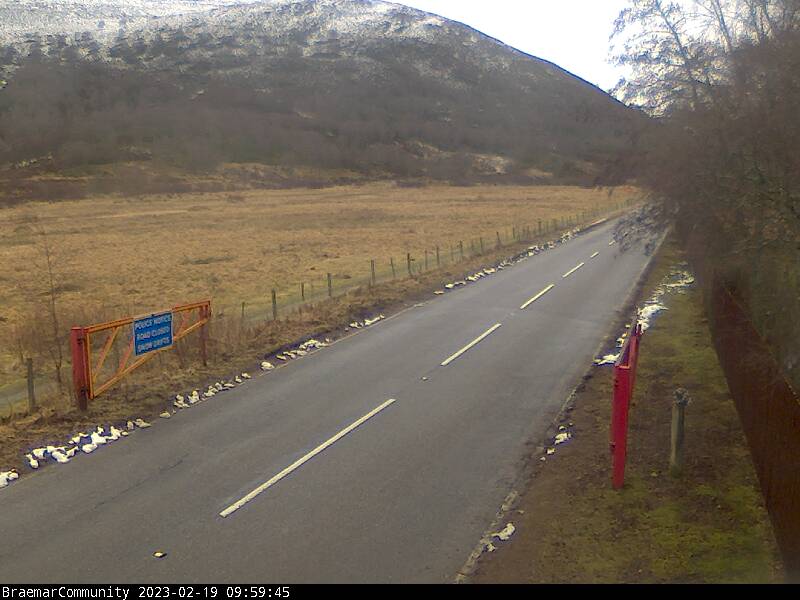 POLICE NOTICE
ROAD CLOSED
SNOW DRIFTS
BraemarCommunity 2023-02-19 09:59:45